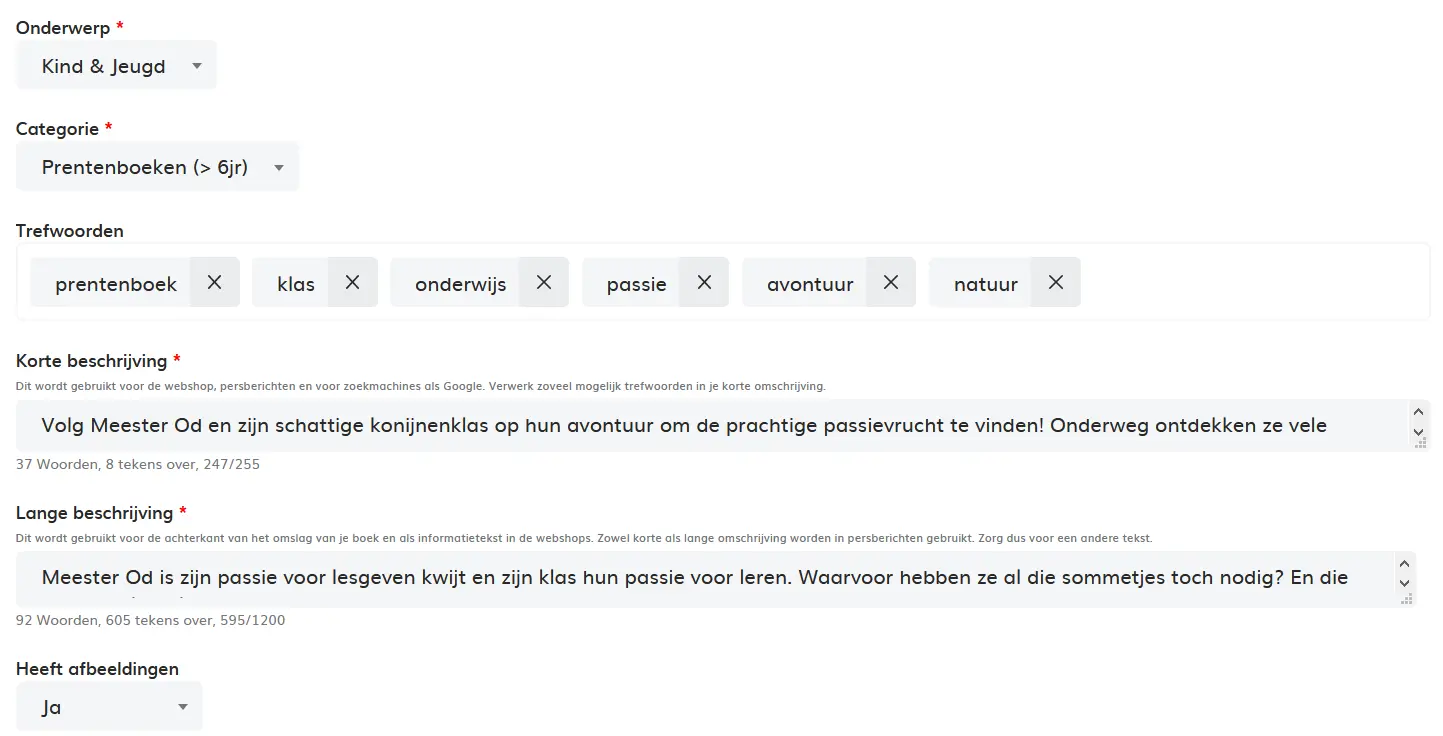 Onderwerp *
Kind & Jeugd
Categorie *
Prentenboeken (> 6jr)
Trefwoorden
prentenboek klas onderwijs passie avontuur natuur
Korte beschrijving *
Dit wordt gebruikt voor de webshop, persberichten en voor zoekmachines als Google. Verwerk zoveel mogelijk trefwoorden in je korte omschrijving.
Volg Meester Od en zijn schattige konijnenklas op hun avontuur om de prachtige passievrucht te vinden! Onderweg ontdekken ze vele
37 Woorden, 8 tekens over, 247/255
Lange beschrijving *
Dit wordt gebruikt voor de achterkant van het omslag van je boek en als informatietekst in de webshops. Zowel korte als lange omschrijving worden in persberichten gebruikt. Zorg dus voor een andere tekst.
Meester Od is zijn passie voor lesgeven kwijt en zijn klas hun passie voor leren. Waarvoor hebben ze al die sommetjes toch nodig? En die
92 Woorden, 605 tekens over, 595/1200
Heeft afbeeldingen
Ja